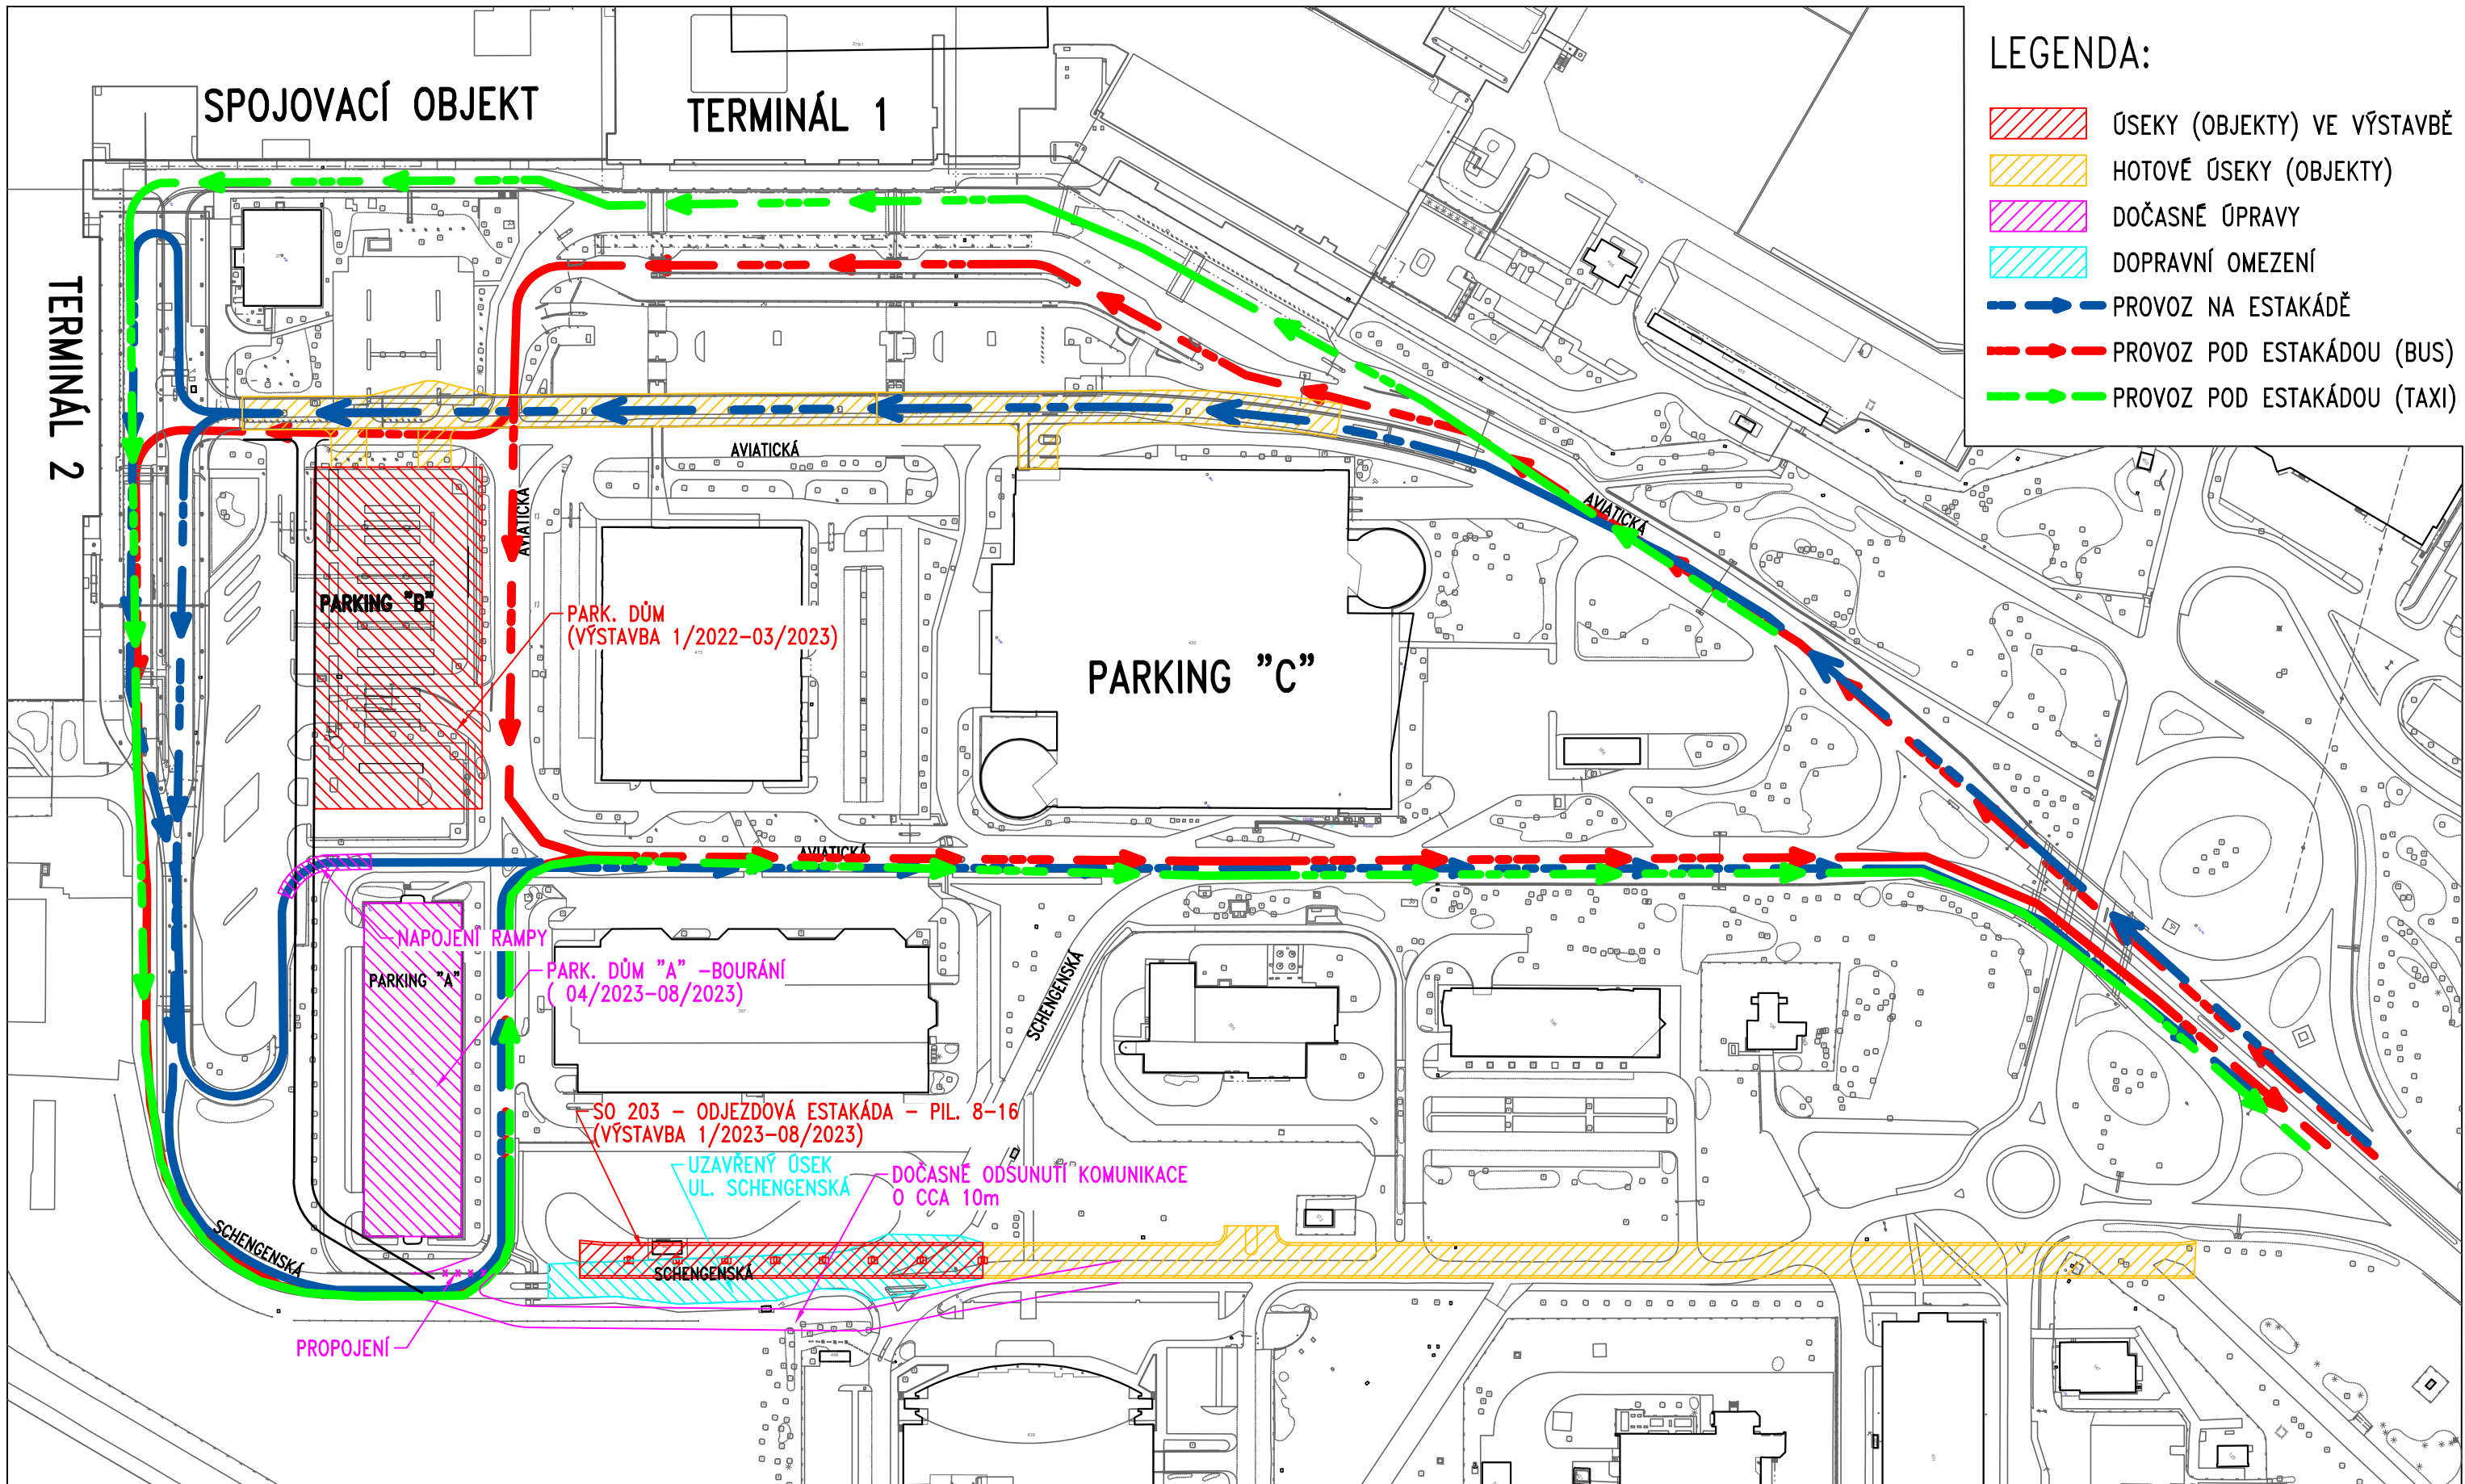 SPOJOVACÍ OBJEKT
TERMINÁL 1
LEGENDA:
ÚSEKY (OBJEKTY) VE VÝSTAVBĚ
HOTOVÉ ÚSEKY (OBJEKTY)
DOČASNÉ ÚPRAVY
DOPRAVNÍ OMEZENÍ
PROVOZ NA ESTAKÁDĚ
PROVOZ POD ESTAKÁDOU (BUS)
PROVOZ POD ESTAKÁDOU (TAXI)
TERMINÁL 2
AVIATICKÁ
AVIATICKÁ
AVIATICKÁ
PARKING "B"
PARK. DŮM
(VÝSTAVBA 1/2022-03/2023)
PARKING "C"
AVIATICKÁ
NAPOJENÍ RAMPY
PARKING "A"
PARK. DŮM "A" -BOURÁNÍ
( 04/2023-08/2023)
SCHENGENSKÁ
SO 203 - ODJEZDOVÁ ESTAKÁDA - PIL. 8-16
(VÝSTAVBA 1/2023-08/2023)
UZAVŘENÝ ÚSEK
UL. SCHENGENSKÁ
DOČASNÉ ODSUNUTÍ KOMUNIKACE
O CCA 10m
SCHENGENSKÁ
SCHENGENSKÁ
PROPOJENÍ